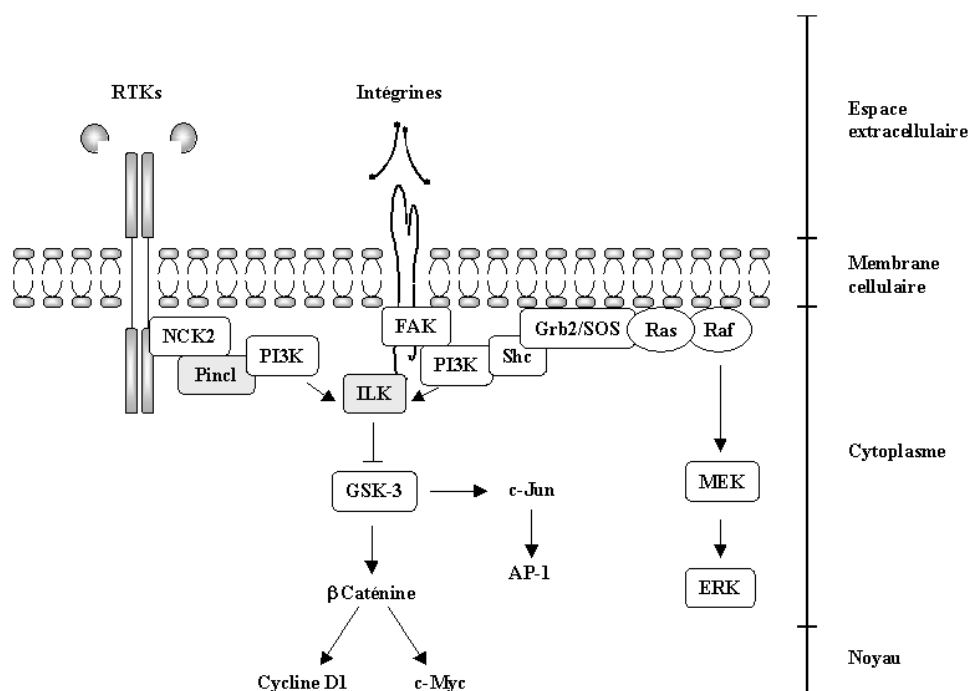 RTKs
Intégrines
Espace
extracellulaire
Membrane
cellulaire
FAK
Grb2/SOS
Ras
Raf
NCK2
PI3K
Shc
PI3K
Pincl
ILK
Cytoplasme
MEK
GSK-3
c-Jun
AP-1
ERK
β Caténine
Noyau
Cycline D1
c-Myc